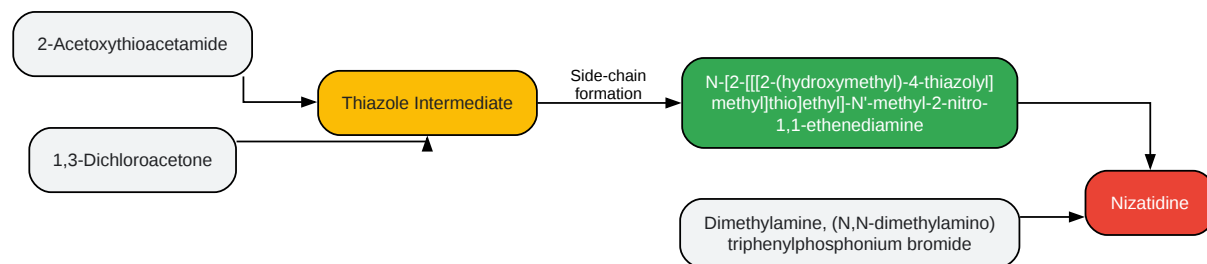 2-Acetoxythioacetamide
1,3-Dichloroacetone
Thiazole Intermediate
Side-chain
formation
N-[2-[[[2-(hydroxymethyl)-4-thiazolyl]
methyl]thio]ethyl]-N'-methyl-2-nitro-
1,1-ethenediamine
Dimethylamine, (N,N-dimethylamino)
triphenylphosphonium bromide
Nizatidine